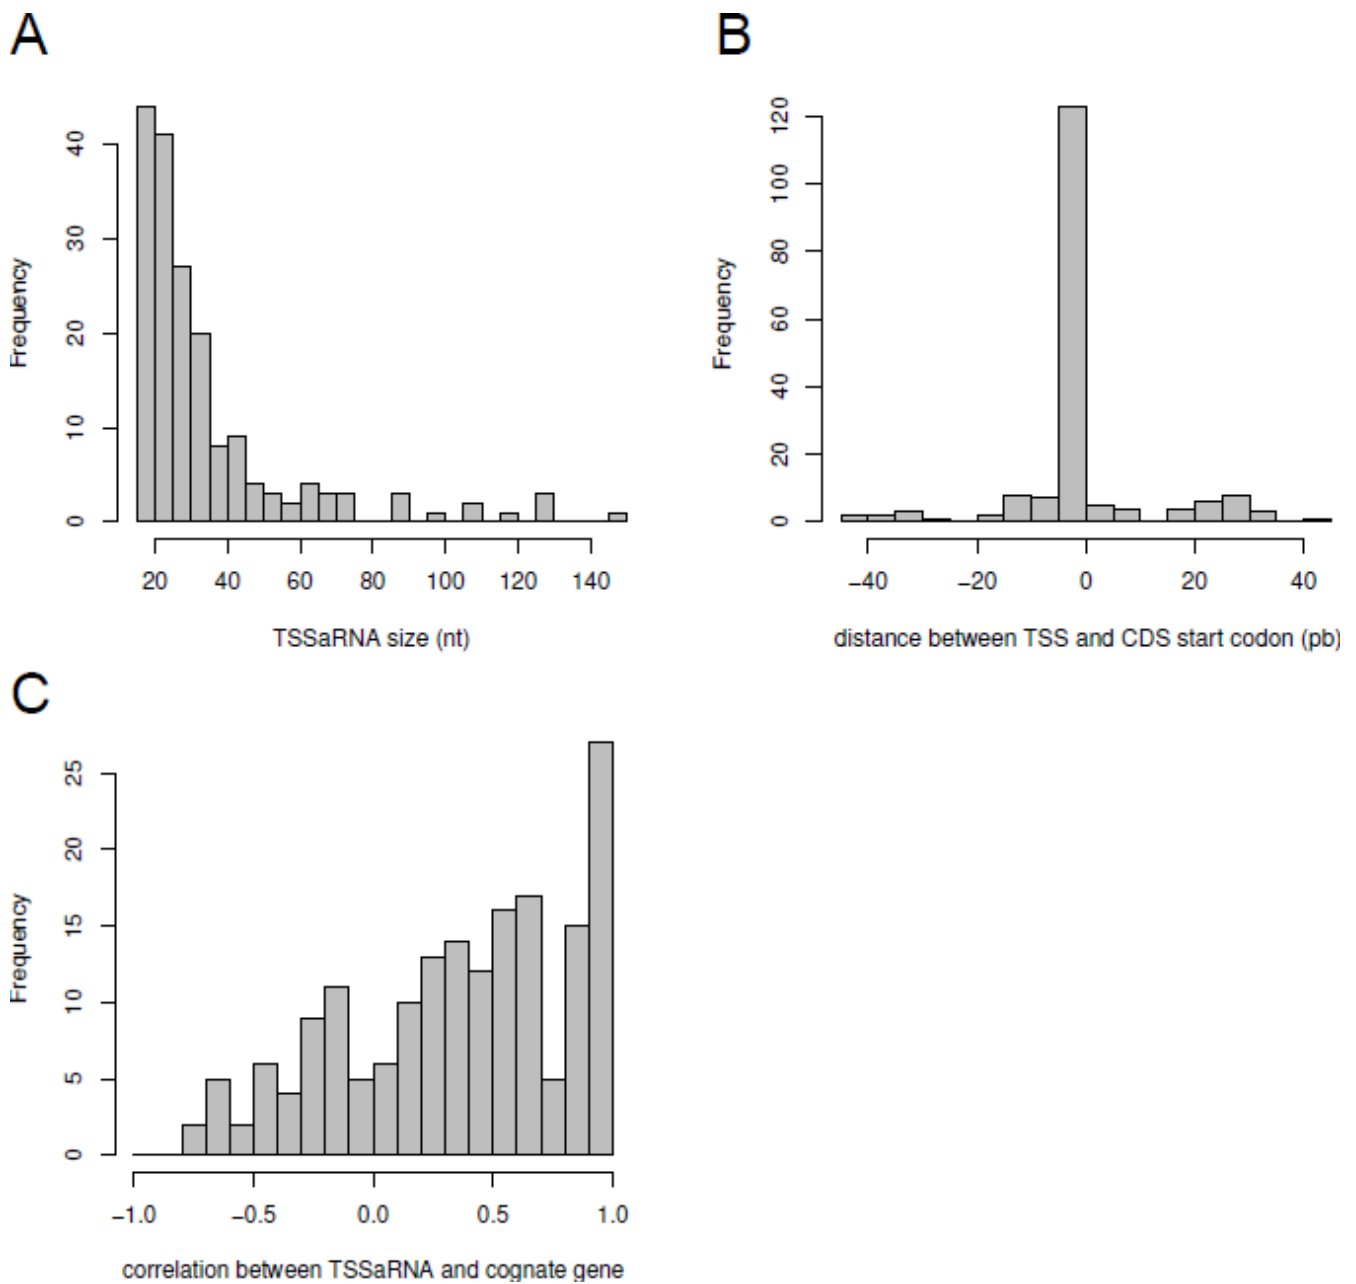 A
Frequency
0 10 20 30 40
20 40 60 80 100 120 140
TSSaRNA size (nt)
B
Frequency
0 20 40 60 80 100 120
−40 −20 0 20 40
distance between TSS and CDS start codon (pb)
C
Frequency
0 5 10 15 20 25
−1.0 −0.5 0.0 0.5 1.0
correlation between TSSaRNA and cognate gene